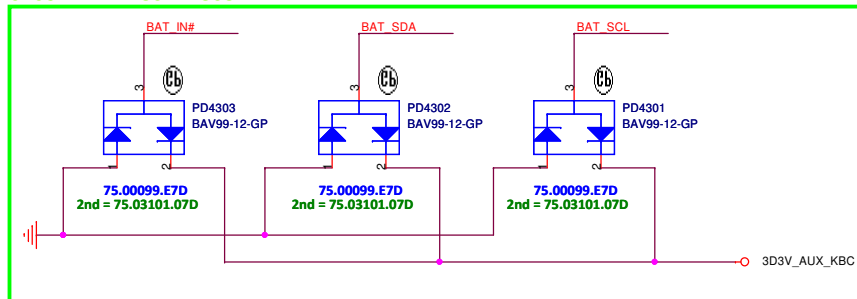 BAT_IN#
BAT_SDA
BAT_SCL
3
3
3
PD4303
BAV99-12-GP
PD4302
BAV99-12-GP
PD4301
BAV99-12-GP
1
2
1
2
1
2
75.00099.E7D
2nd = 75.03101.07D
75.00099.E7D
2nd = 75.03101.07D
75.00099.E7D
2nd = 75.03101.07D
3D3V_AUX_KBC